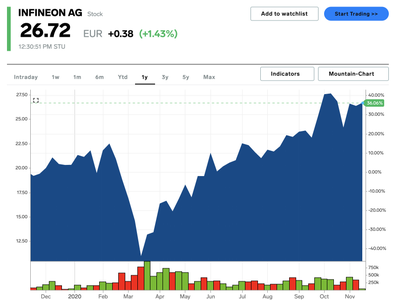 INFINEON AG Stock
Add to watchlist
Start Trading >>
26.72 EUR +0.38 (+1.43%)
12:30:51 PM STU
Intraday 1w 1m 6m Ytd 1y 3y 5y Max
Indicators
Mountain-Chart
27.50
25.00
22.50
20.00
17.50
15.00
12.50
40.00%
36.06%
20.00%
10.00%
0.00%
-10.00%
-20.00%
-30.00%
-40.00%
750k
500k
250k
Dec 2020 Feb Mar Apr May Jun Jul Aug Sep Oct Nov